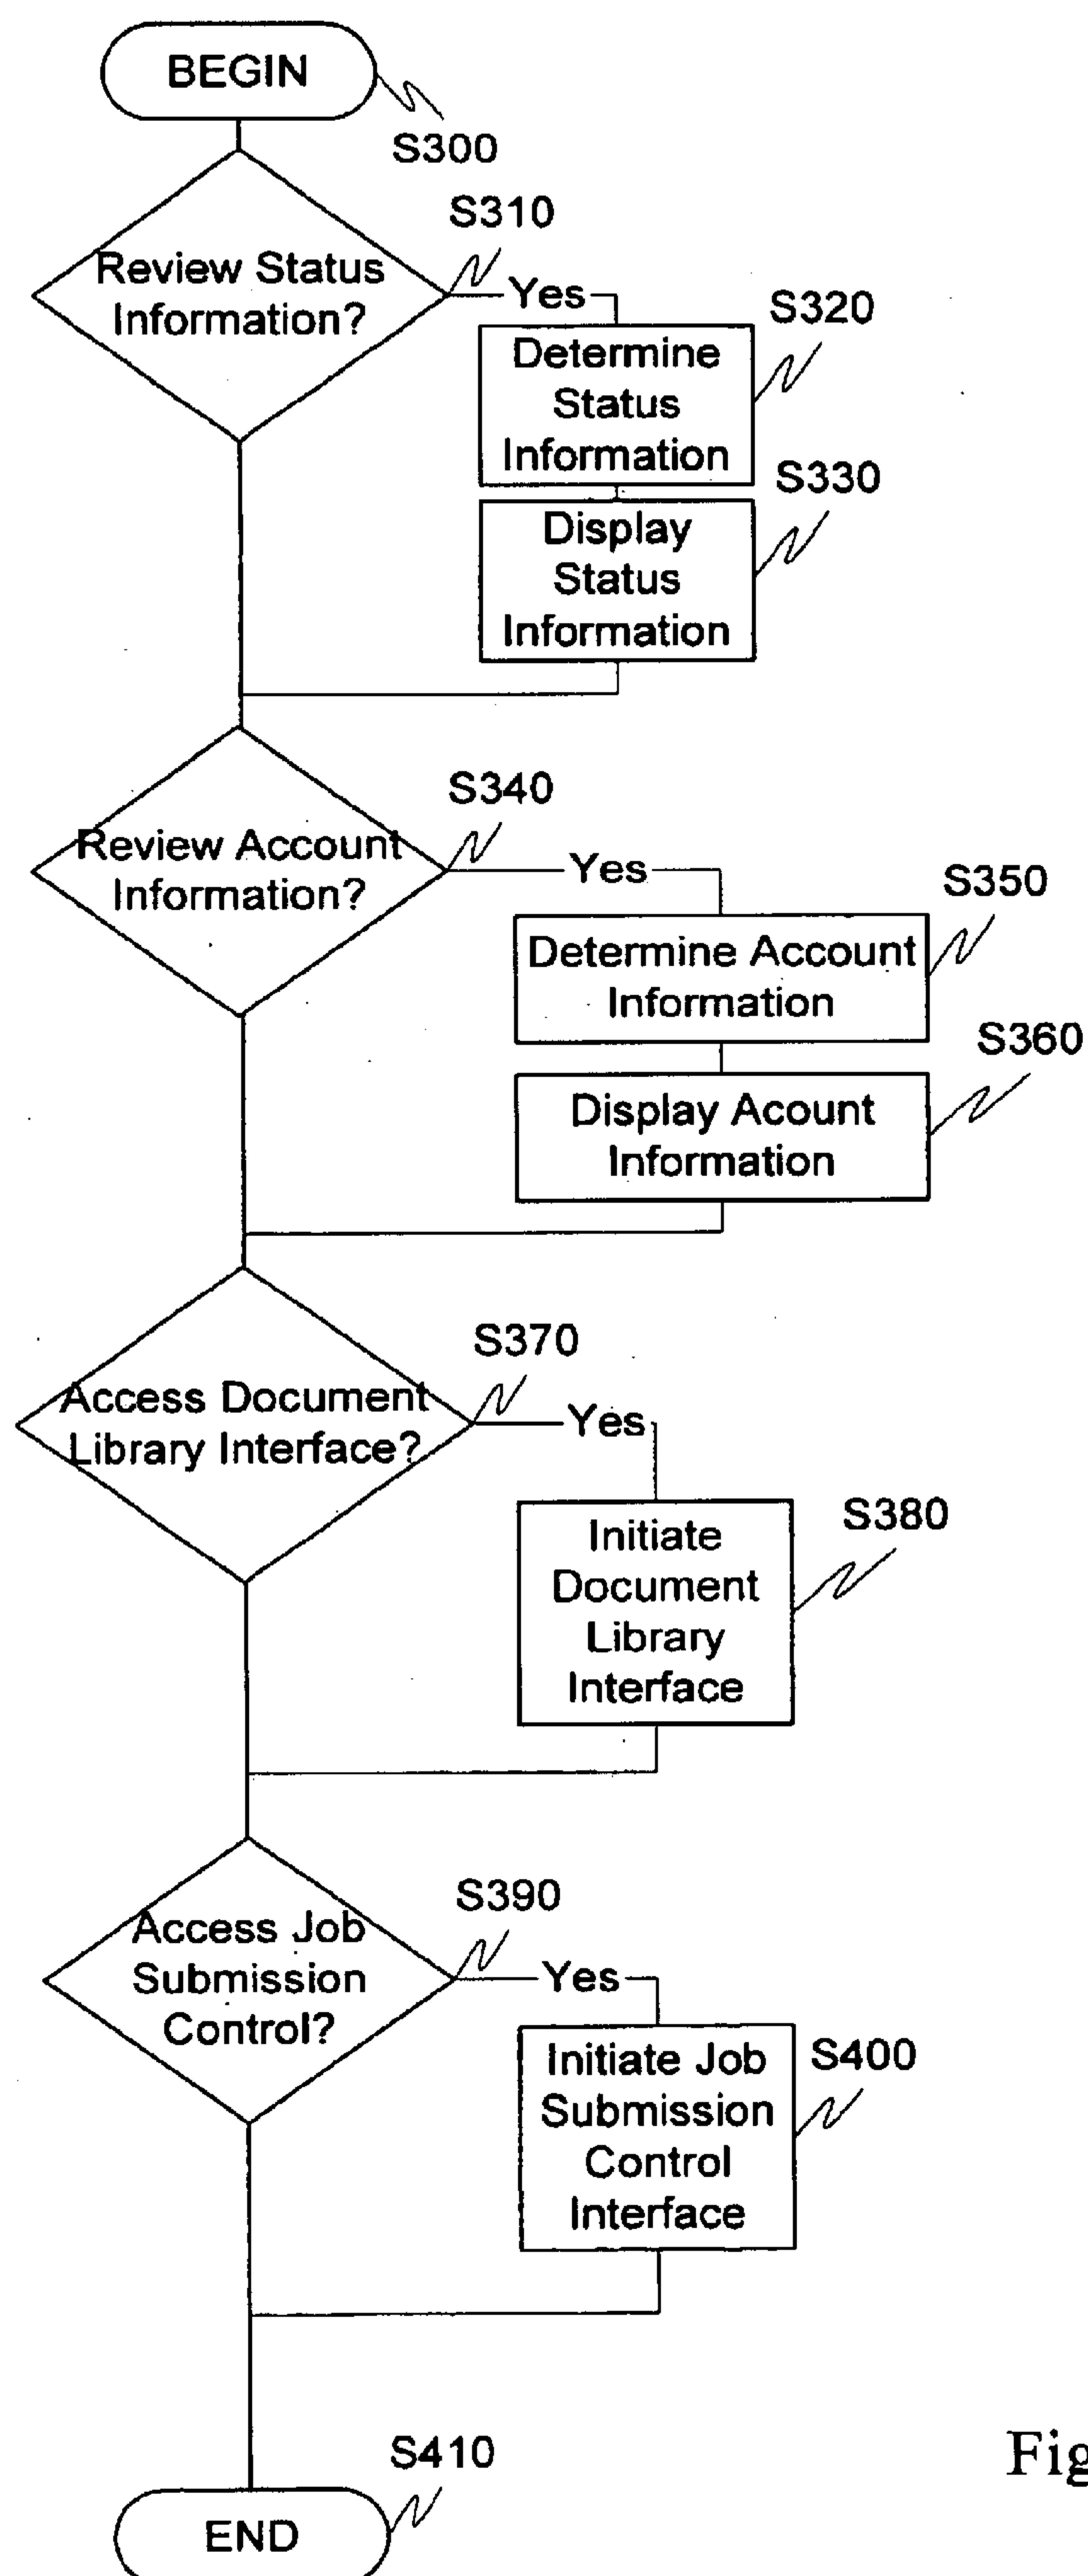 BEGIN
S300
S310
Review Status
Information?
Yes
S320
Determine
Status
Information
S330
Display
Status
Information
S340
Review Account
Information?
Yes
S350
Determine Account
Information
S360
Display Acount
Information
S370
Access Document
Library Interface?
Yes
S380
Initiate
Document
Library
Interface
S390
Access Job
Submission
Control?
Yes
S400
Initiate Job
Submission
Control
Interface
S410
END
Fig